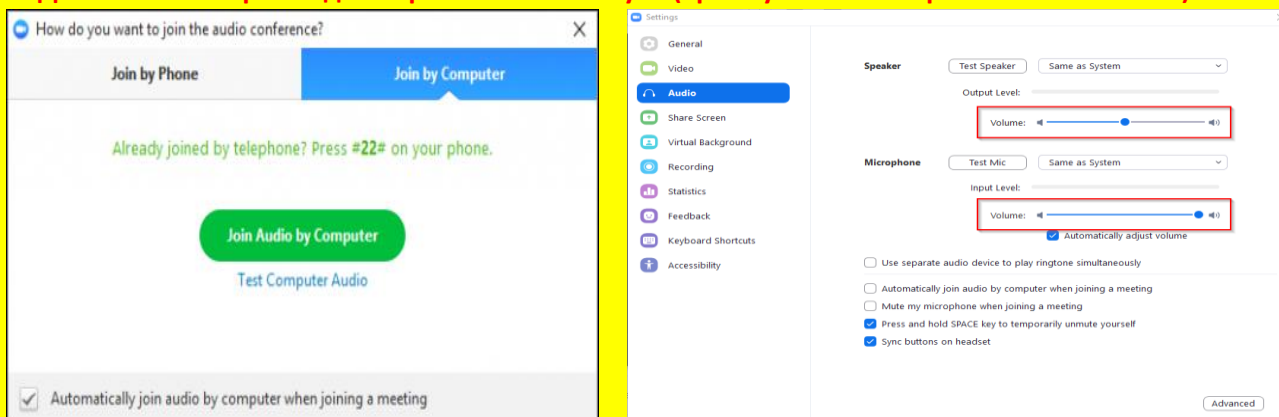 How do you want to join the audio conference?
Join by Phone
Join by Computer
Already joined by telephone? Press #22# on your phone.
Join Audio by Computer
Test Computer Audio
Automatically join audio by computer when joining a meeting
Settings
General
Video
Audio
Share Screen
Virtual Background
Recording
Statistics
Feedback
Keyboard Shortcuts
Accessibility
Speaker Test Speaker Same as System
Output Level:
Volume:
Microphone Test Mic Same as System
Input Level:
Volume:
Automatically adjust volume
Use separate audio device to play ringtone simultaneously
Automatically join audio by computer when joining a meeting
Mute my microphone when joining a meeting
Press and hold SPACE key to temporarily unmute yourself
Sync buttons on headset
Advanced